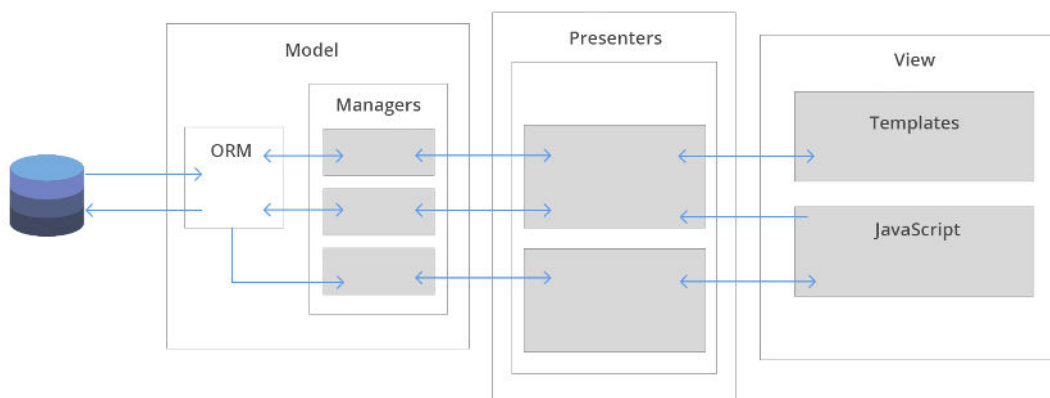 Model
Managers
ORM
Presenters
View
Templates
JavaScript